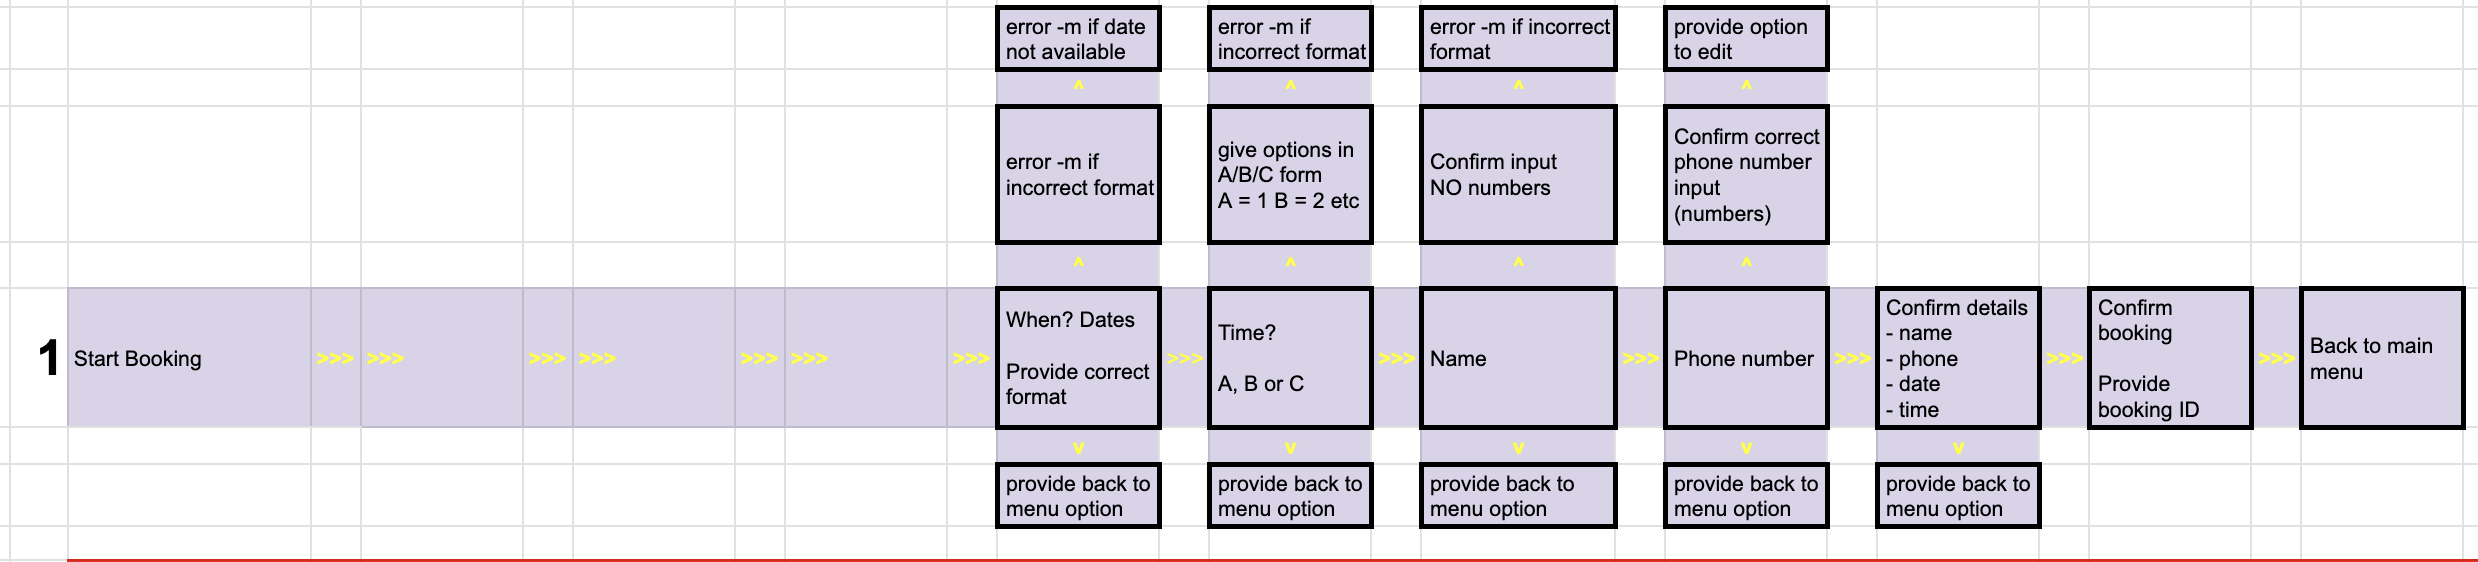 error -m if date
not available
error -m if
incorrect format
error -m if incorrect
format
provide option
to edit
^ ^ ^ ^
error -m if
incorrect format
give options in
A/B/C form
A = 1 B = 2 etc
Confirm input
NO numbers
Confirm correct
phone number
input
(numbers)
^ ^ ^ ^
1
Start Booking
>>> >>> >>> >>> >>> >>> >>>
When? Dates
Provide correct
format
>>>
Time?
A, B or C
>>>
Name
>>>
Phone number
>>>
Confirm details
- name
- phone
- date
- time
>>>
Confirm
booking
Provide
booking ID
>>>
Back to main
menu
v v v v v
provide back to
menu option
provide back to
menu option
provide back to
menu option
provide back to
menu option
provide back to
menu option